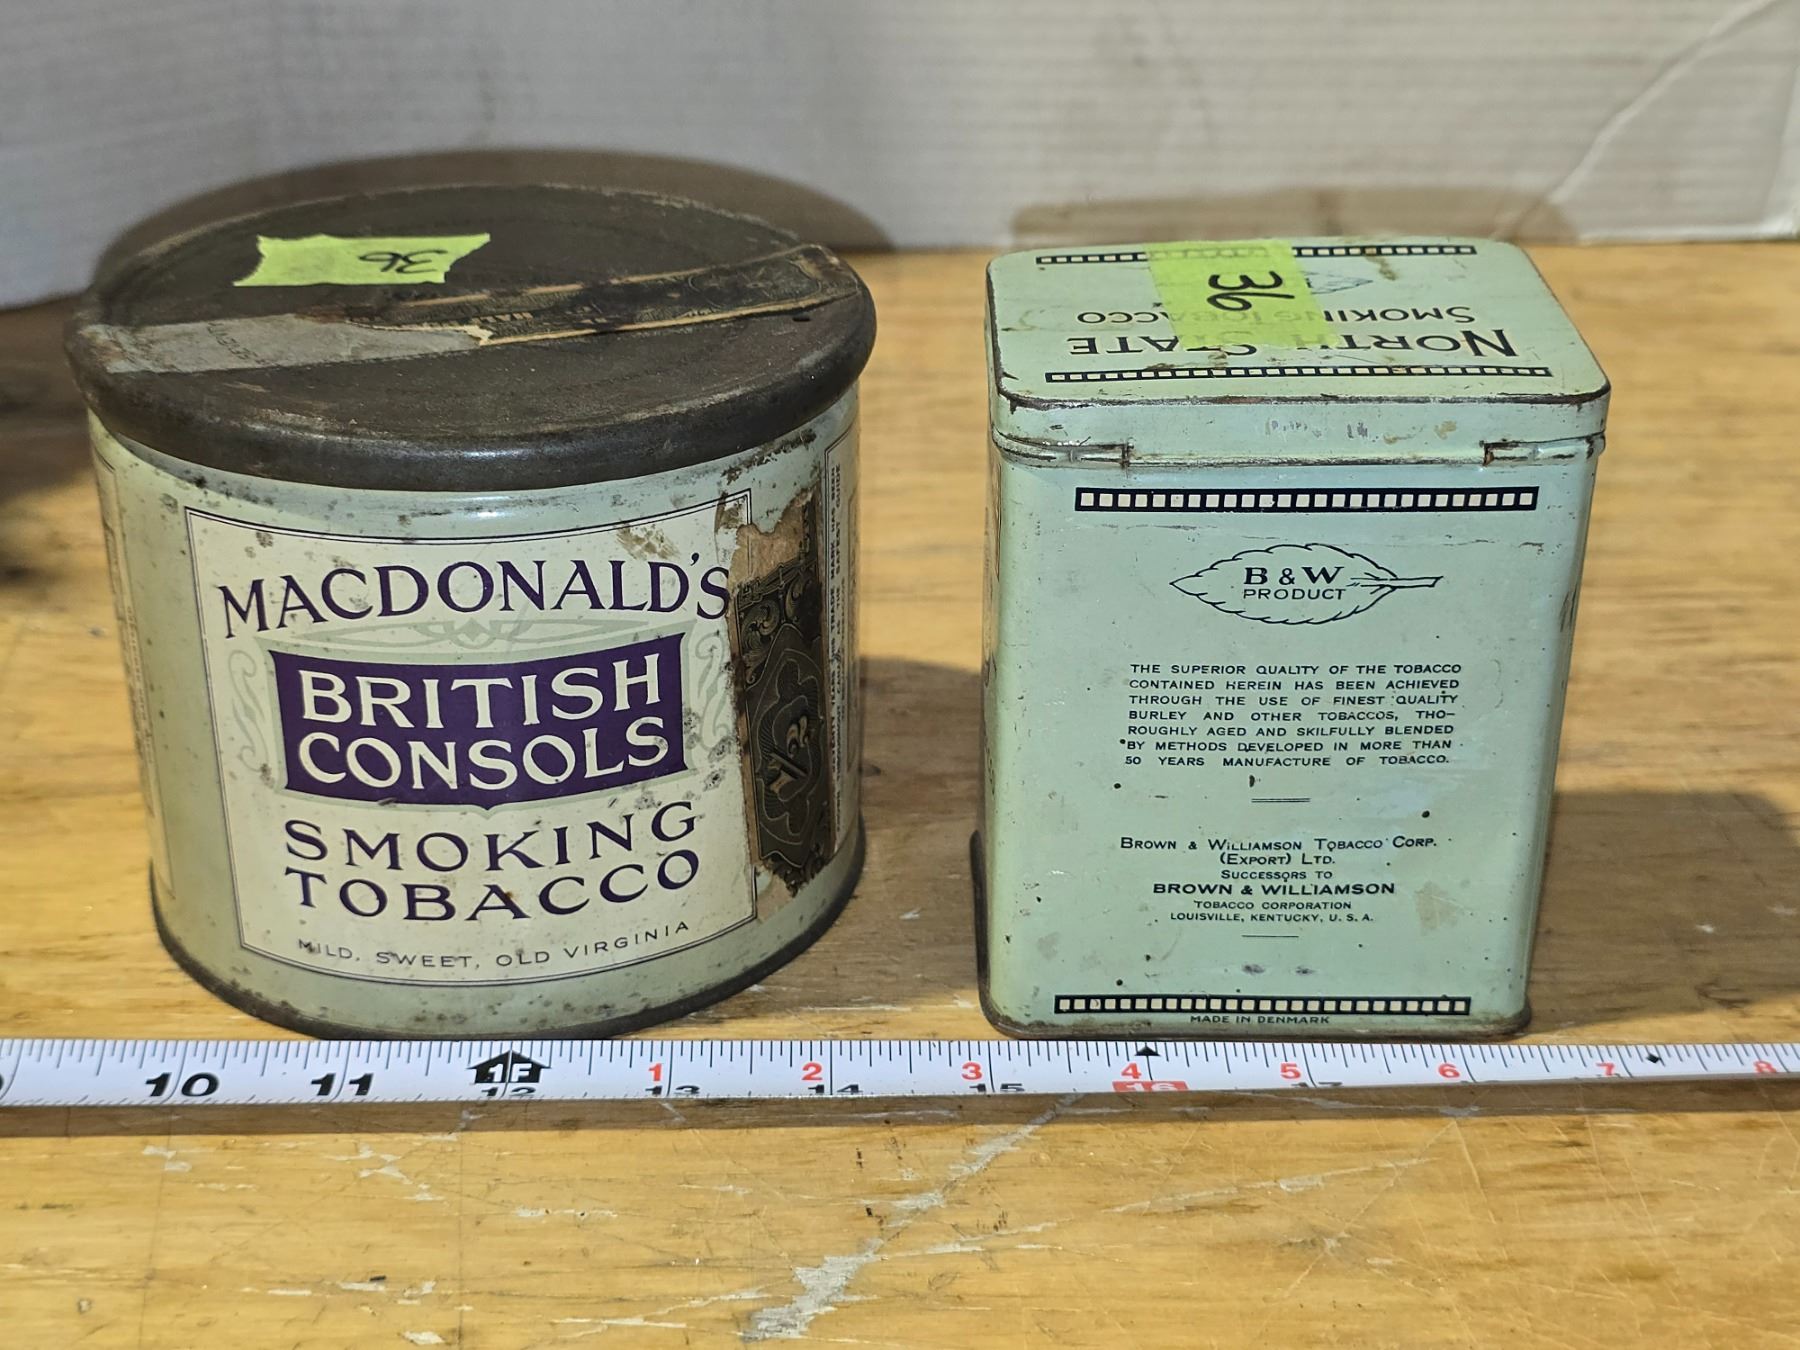 36
MACDONALD'S
BRITISH
CONSOLS
SMOKING
TOBACCO
MILD, SWEET, OLD VIRGINIA
36
NORTH STATE
SMOKING TOBACCO
B & W
PRODUCT
THE SUPERIOR QUALITY OF THE TOBACCO
CONTAINED HEREIN HAS BEEN ACHIEVED
THROUGH THE USE OF FINEST QUALITY
BURLEY AND OTHER TOBACCOS, THO-
ROUGHLY AGED AND SKILFULLY BLENDED
BY METHODS DEVELOPED IN MORE THAN
50 YEARS MANUFACTURE OF TOBACCO.
BROWN & WILLIAMSON TOBACCO CORP.
(EXPORT) LTD.
SUCCESSORS TO
BROWN & WILLIAMSON
TOBACCO CORPORATION
LOUISVILLE, KENTUCKY, U. S. A.
MADE IN DENMARK
1F 1 2 3 4 5 6 7 8
10 11 12 13 14 15 16 17